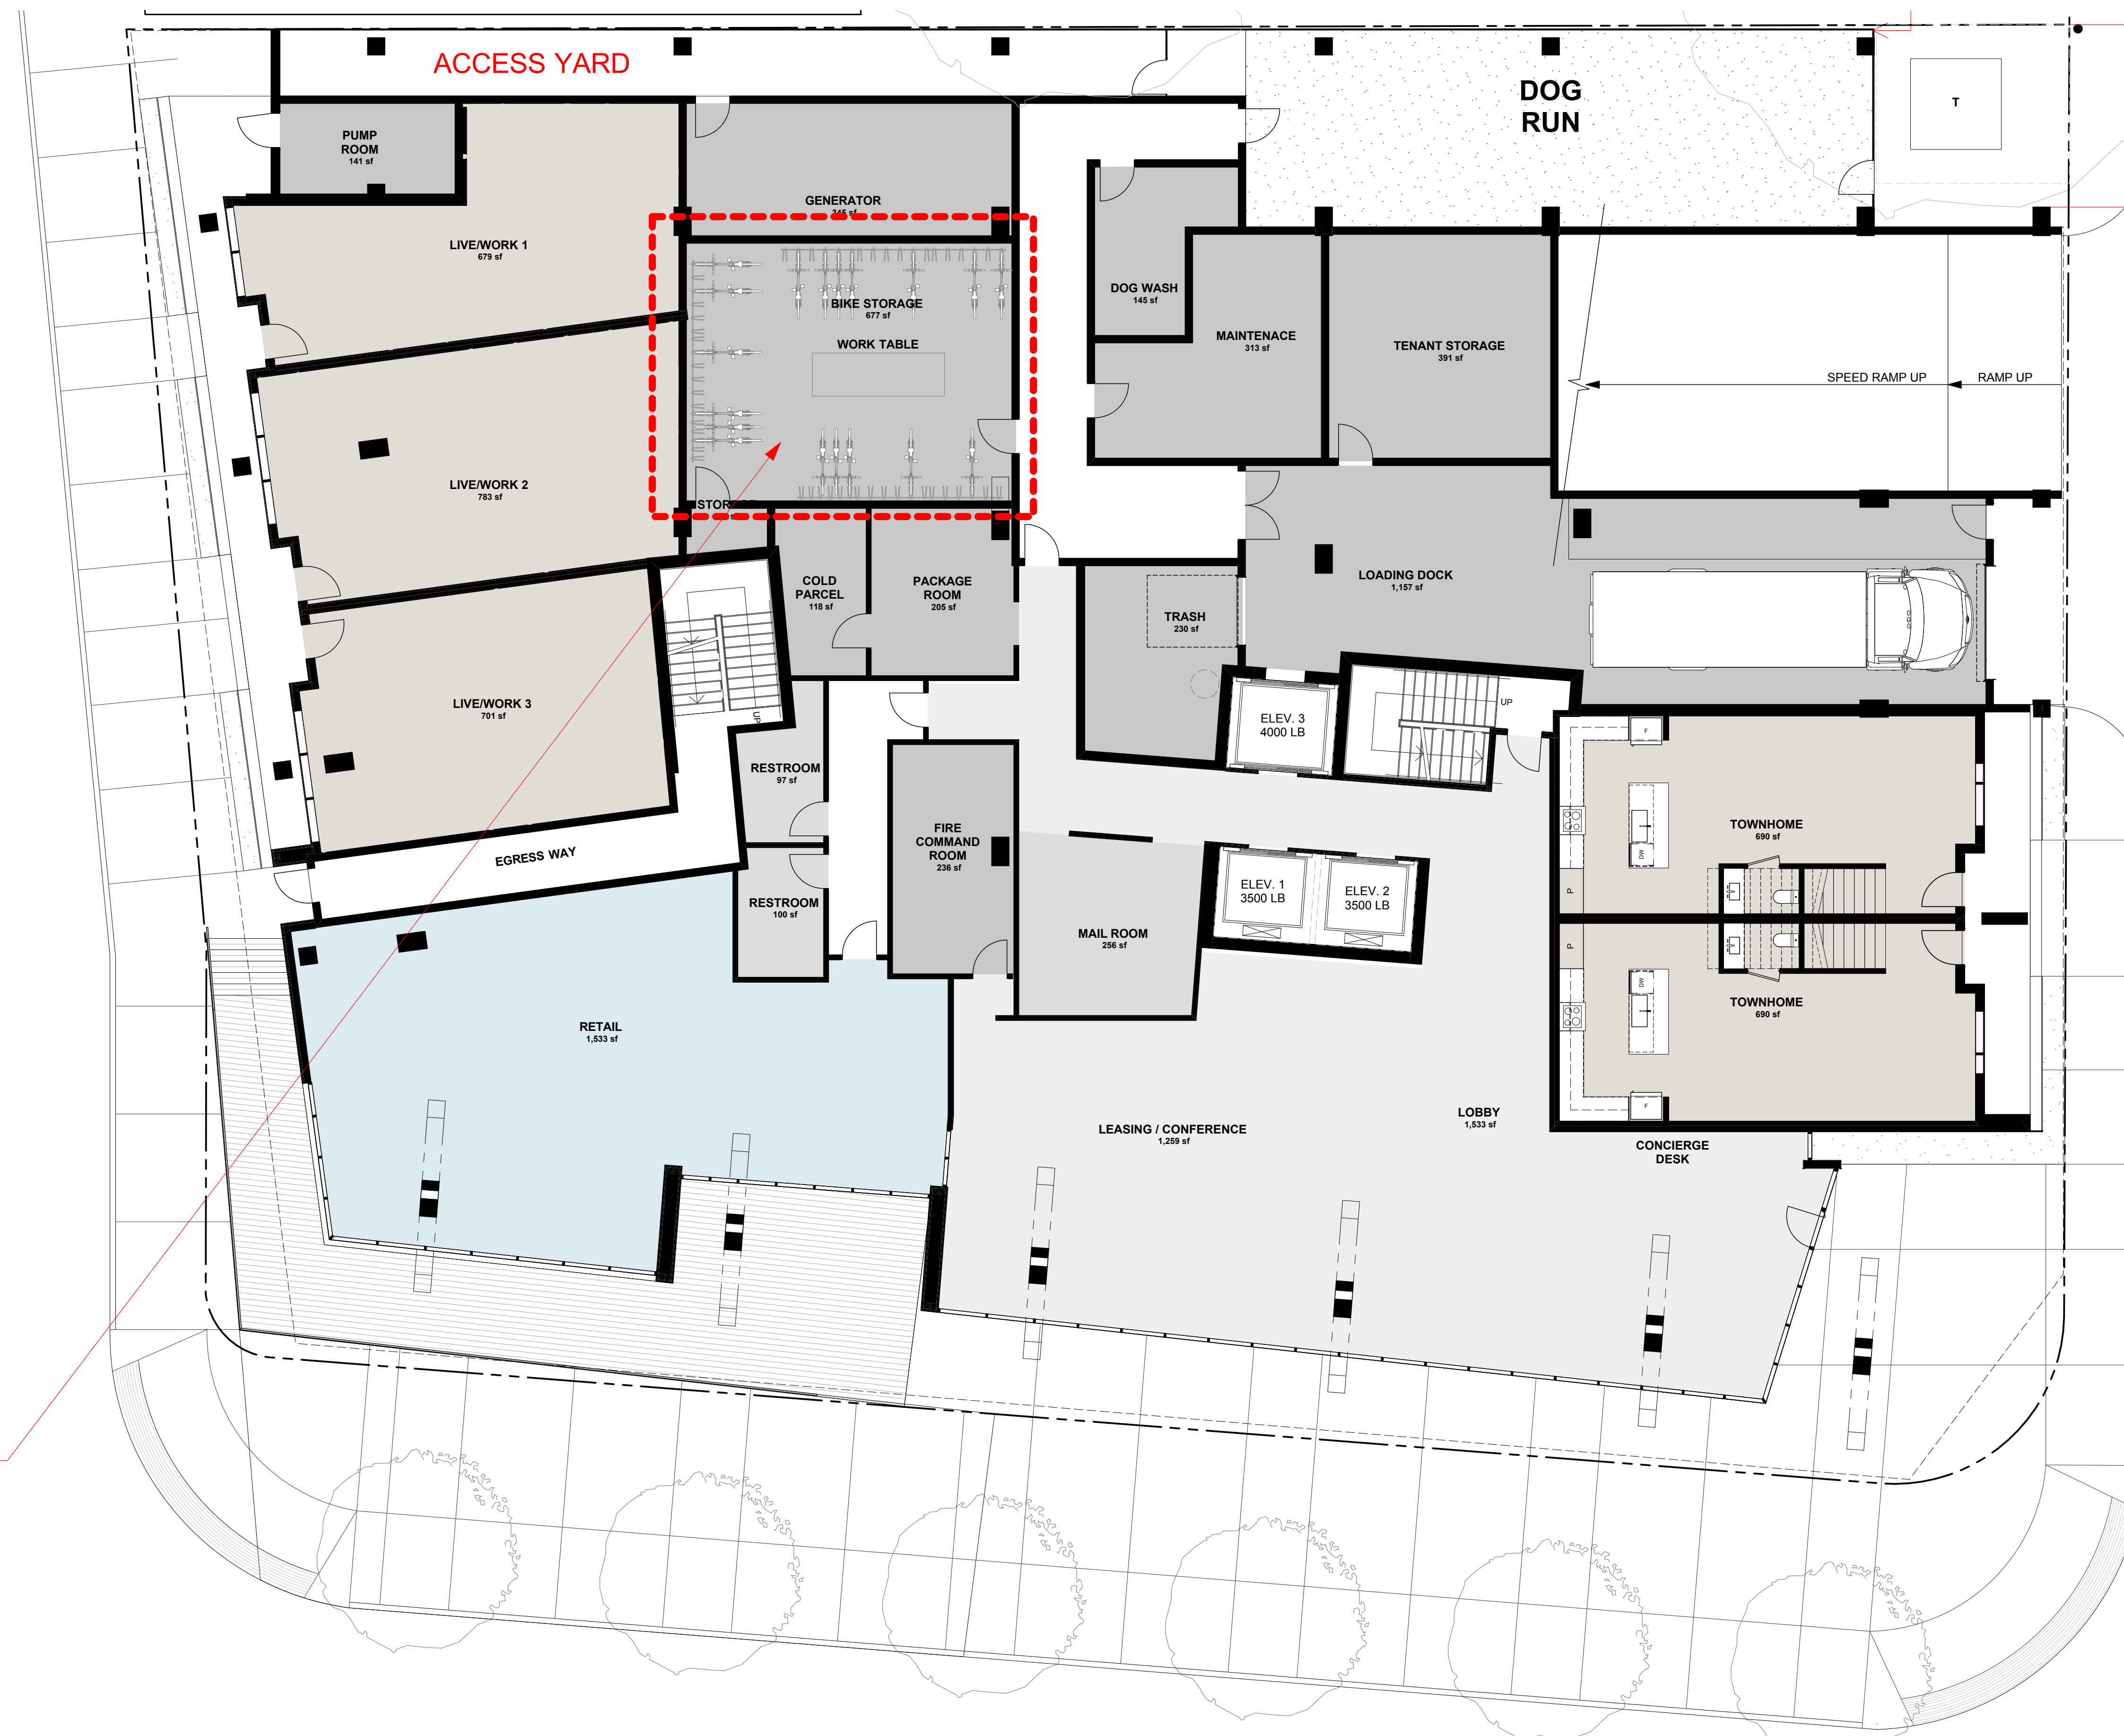 ACCESS YARD
DOG
RUN
T
PUMP
ROOM
141 sf
GENERATOR
345 sf
LIVE/WORK 1
679 sf
BIKE STORAGE
677 sf
WORK TABLE
DOG WASH
145 sf
MAINTENACE
313 sf
TENANT STORAGE
391 sf
SPEED RAMP UP
RAMP UP
LIVE/WORK 2
783 sf
COLD
PARCEL
118 sf
PACKAGE
ROOM
205 sf
LOADING DOCK
1,157 sf
TRASH
230 sf
LIVE/WORK 3
701 sf
UP
ELEV. 3
4000 LB
UP
RESTROOM
97 sf
FIRE
COMMAND
ROOM
236 sf
EGRESS WAY
F
TOWNHOME
690 sf
DW
P
ELEV. 1
3500 LB
ELEV. 2
3500 LB
RESTROOM
100 sf
MAIL ROOM
256 sf
P
DW
TOWNHOME
690 sf
F
RETAIL
1,533 sf
LEASING / CONFERENCE
1,259 sf
LOBBY
1,533 sf
CONCIERGE
DESK